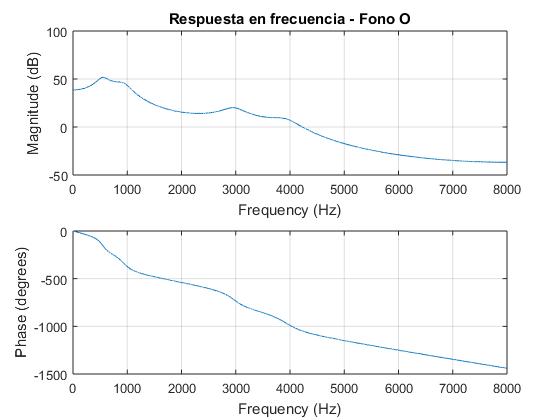 Respuesta en frecuencia - Fono O
100
50
0
-50
Magnitude (dB)
0 1000 2000 3000 4000 5000 6000 7000 8000
Frequency (Hz)
0
-500
-1000
-1500
Phase (degrees)
0 1000 2000 3000 4000 5000 6000 7000 8000
Frequency (Hz)